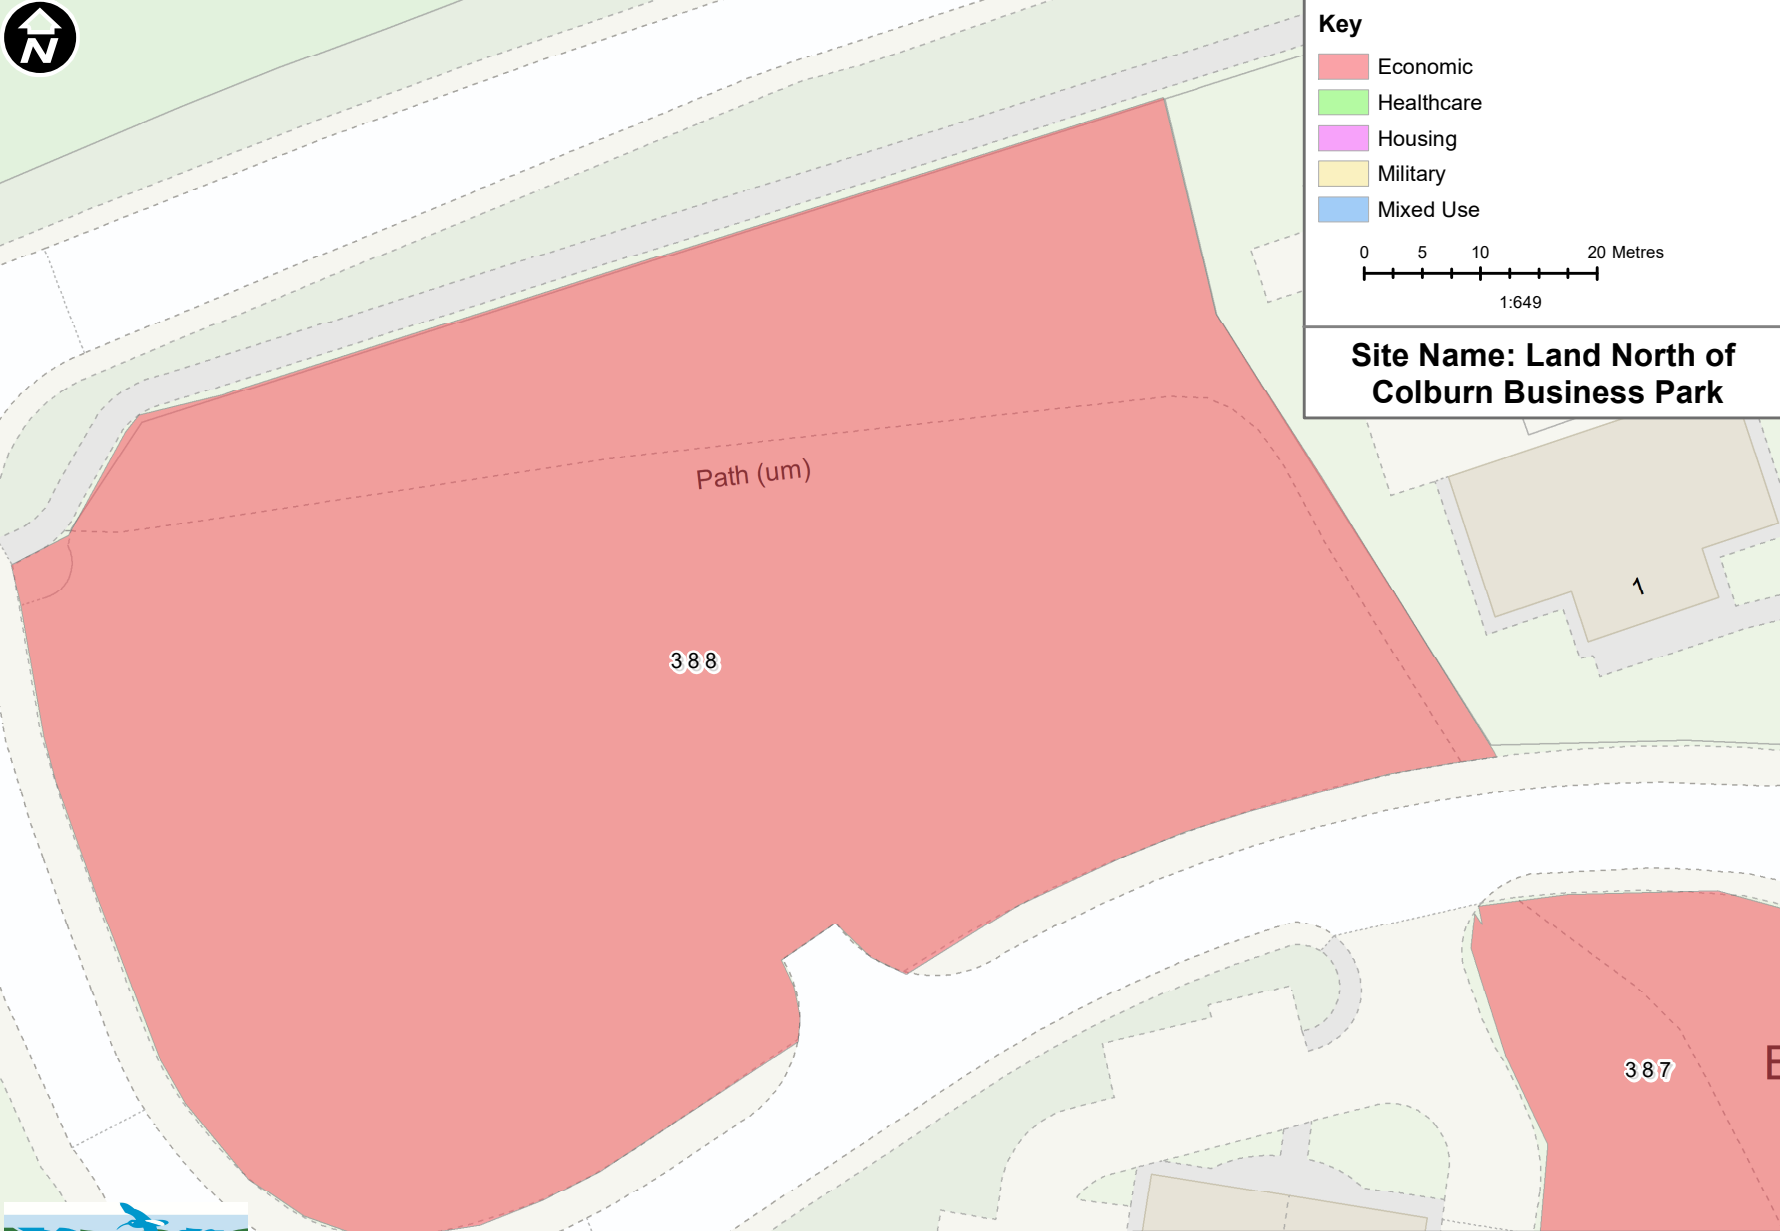 N
Key
Economic
Healthcare
Housing
Military
Mixed Use
0 5 10 20 Metres
1:649
Site Name: Land North of
Colburn Business Park
Path (um)
1
388
387